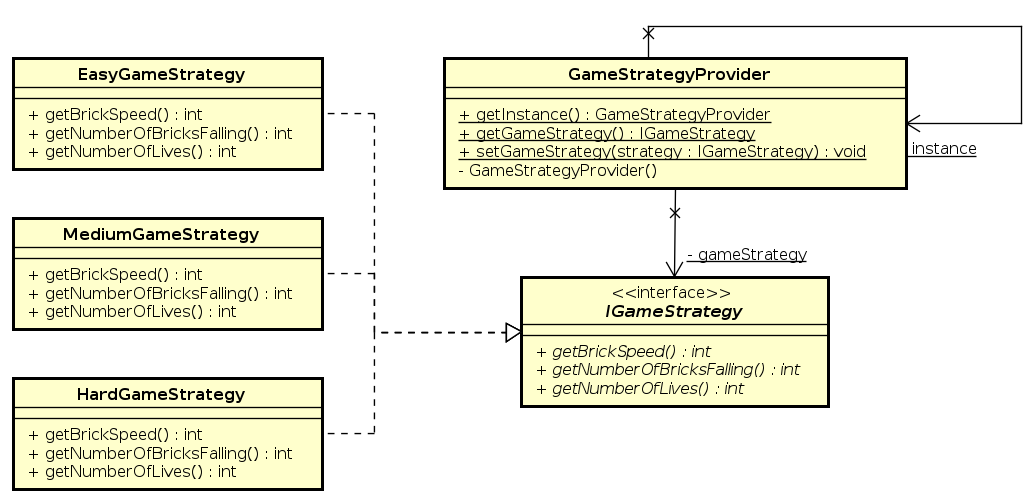 EasyGameStrategy
+ getBrickSpeed() : int
+ getNumberOfBricksFalling() : int
+ getNumberOfLives() : int
GameStrategyProvider
+ getInstance() : GameStrategyProvider
+ getGameStrategy() : IGameStrategy
+ setGameStrategy(strategy : IGameStrategy) : void
- GameStrategyProvider()
instance
MediumGameStrategy
+ getBrickSpeed() : int
+ getNumberOfBricksFalling() : int
+ getNumberOfLives() : int
- gameStrategy
<<interface>>
IGameStrategy
+ getBrickSpeed() : int
+ getNumberOfBricksFalling() : int
+ getNumberOfLives() : int
HardGameStrategy
+ getBrickSpeed() : int
+ getNumberOfBricksFalling() : int
+ getNumberOfLives() : int